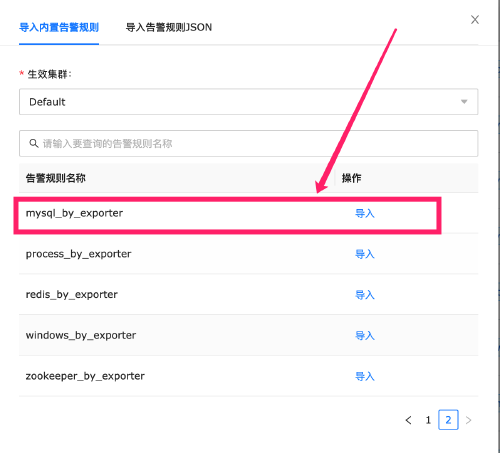 导入内置告警规则 导入告警规则JSON
* 生效集群:
Default
请输入要查询的告警规则名称
告警规则名称 操作
mysql_by_exporter 导入
process_by_exporter 导入
redis_by_exporter 导入
windows_by_exporter 导入
zookeeper_by_exporter 导入
< 1 2 >